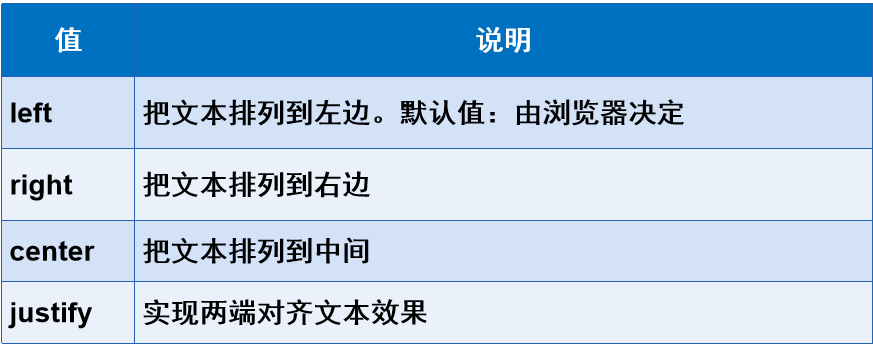 值 说明
left 把文本排列到左边。默认值：由浏览器决定
right 把文本排列到右边
center 把文本排列到中间
justify 实现两端对齐文本效果